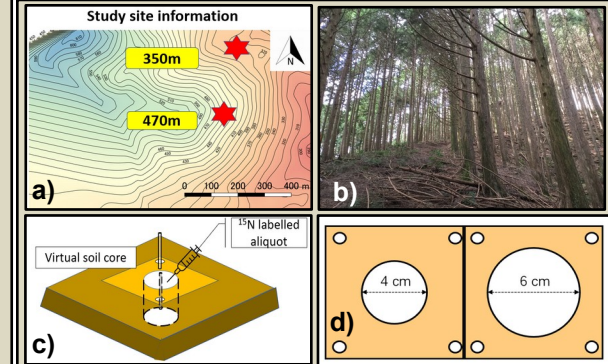 Study site information
350m
470m
0 100 200 300 400 m
a)
b)
15N labelled
aliquot
Virtual soil core
c)
4 cm
6 cm
d)